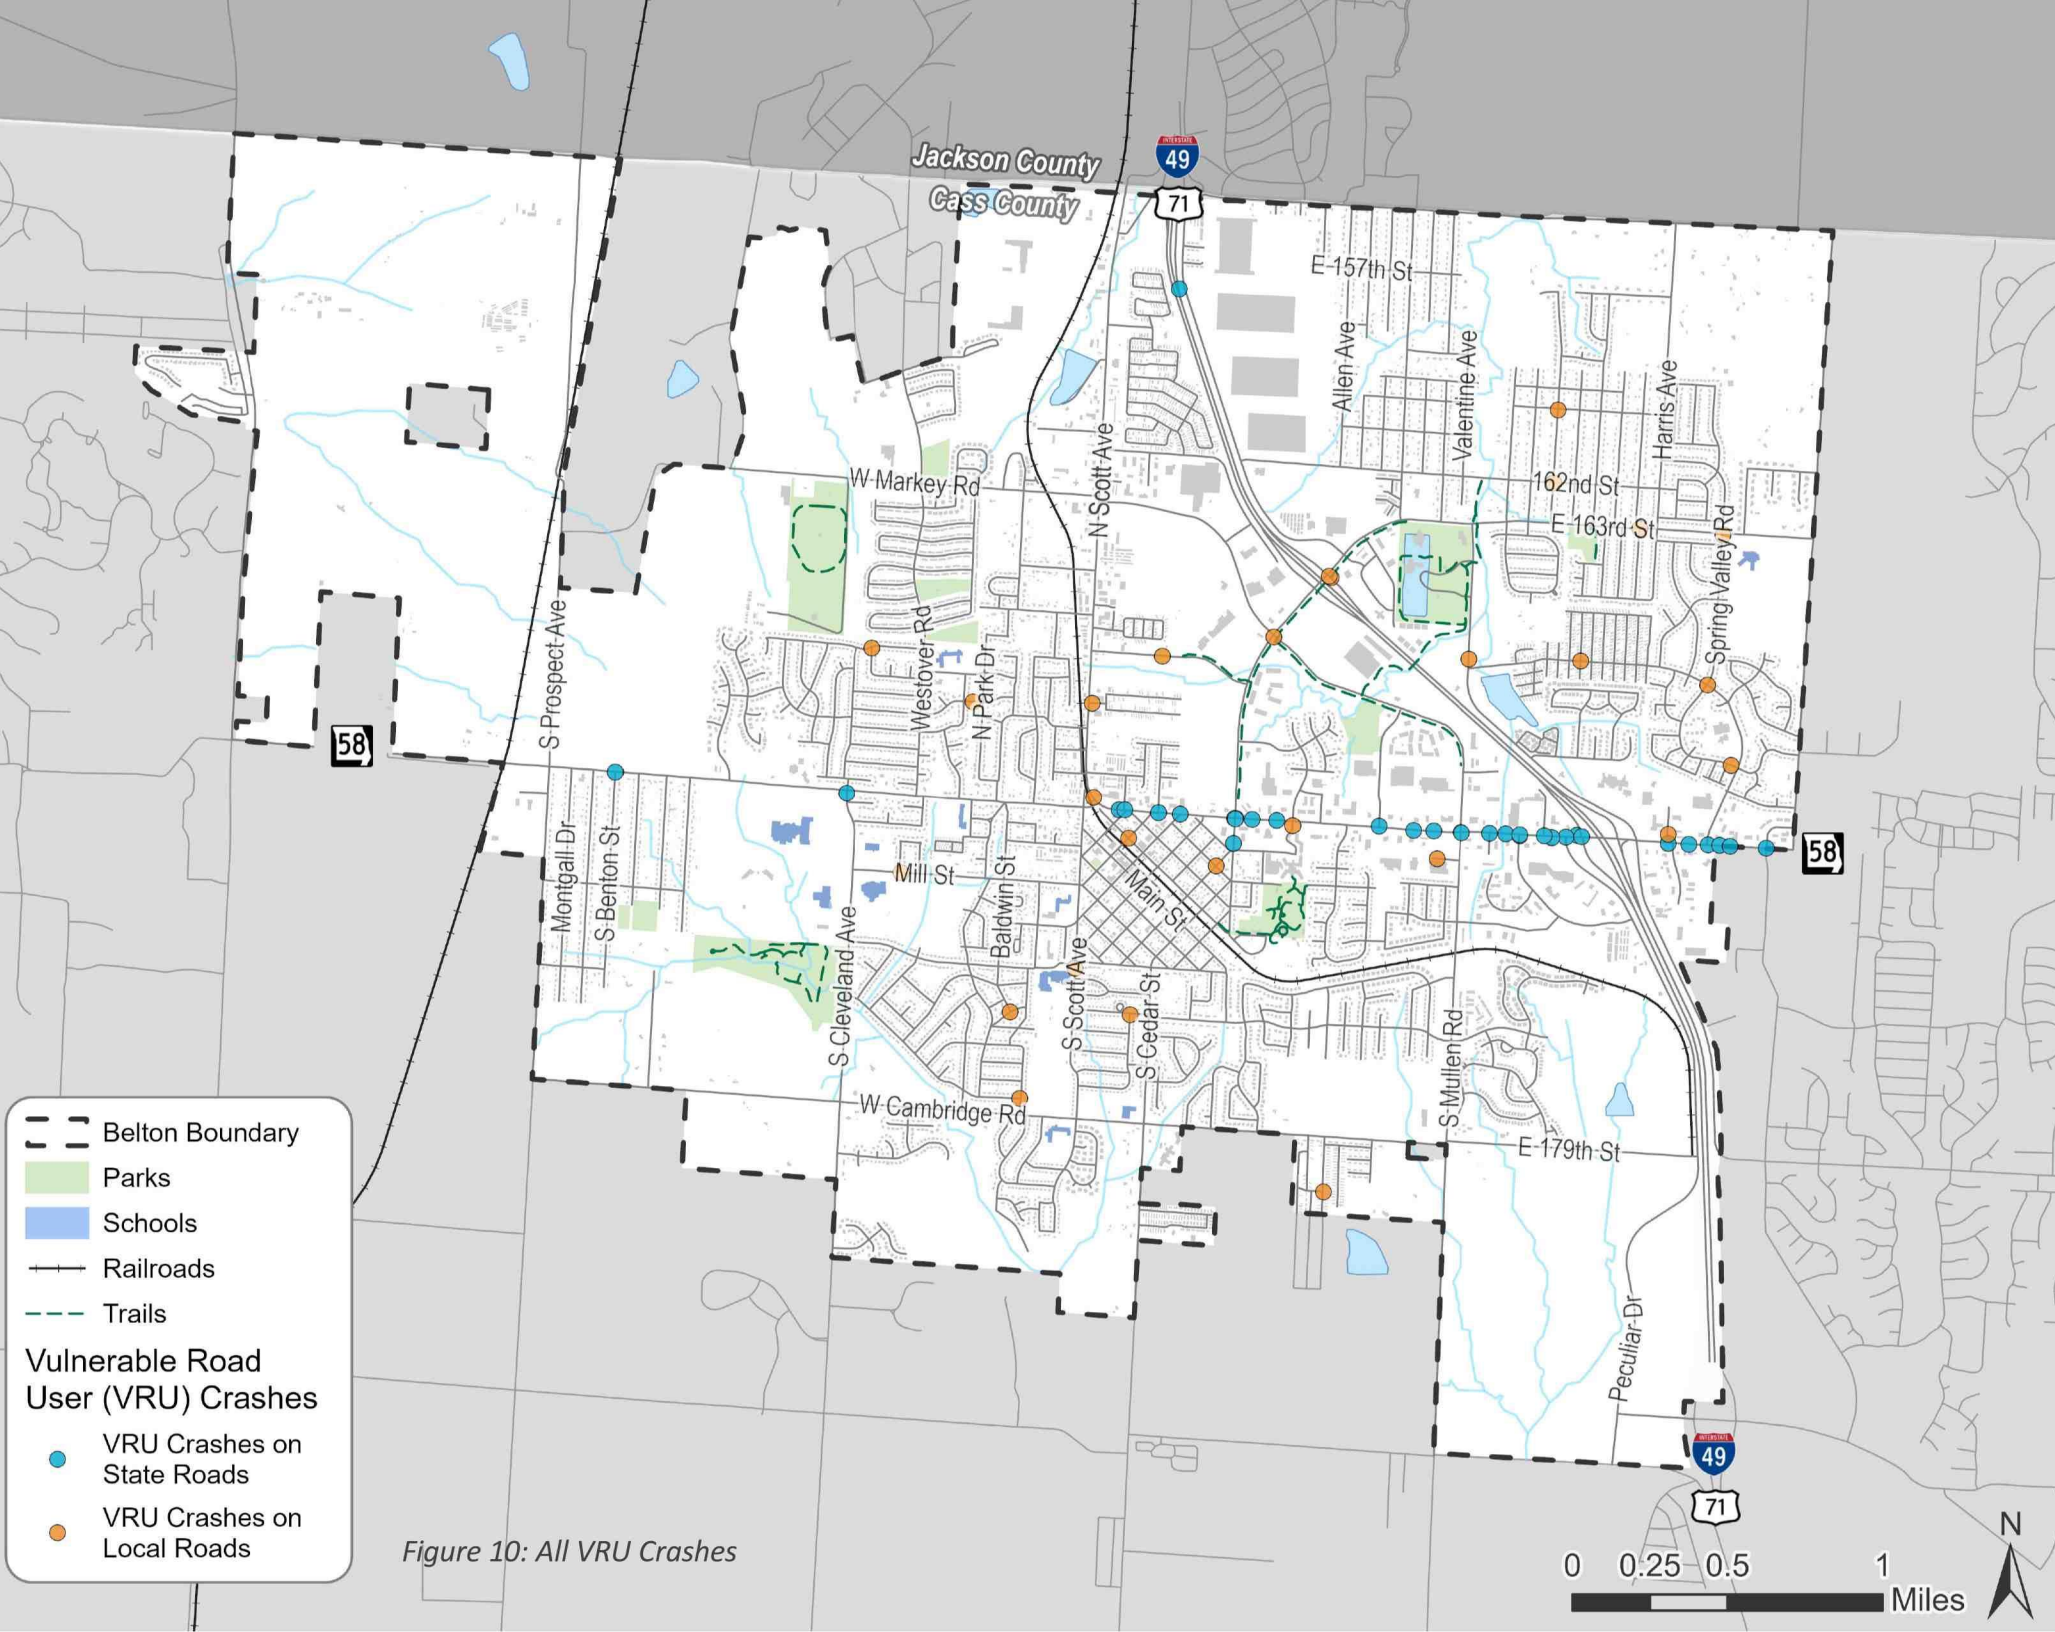 Jackson County
Cass County
INTERSTATE
49
71
E 157th St
Allen Ave
Valentine Ave
Harris Ave
N Scott Ave
W Markey Rd
162nd St
E 163rd St
Spring Valley Rd
S Prospect Ave
Westover Rd
N Park Dr
58
58
Montgall Dr
S Benton St
Mill St
Baldwin St
Main St
S Cleveland Ave
S Scott Ave
S Cedar St
S Mullen Rd
W Cambridge Rd
E 179th St
Peculiar Dr
INTERSTATE
49
71
Belton Boundary
Parks
Schools
Railroads
Trails
Vulnerable Road
User (VRU) Crashes
VRU Crashes on
State Roads
VRU Crashes on
Local Roads
Figure 10: All VRU Crashes
N
0 0.25 0.5 1
Miles